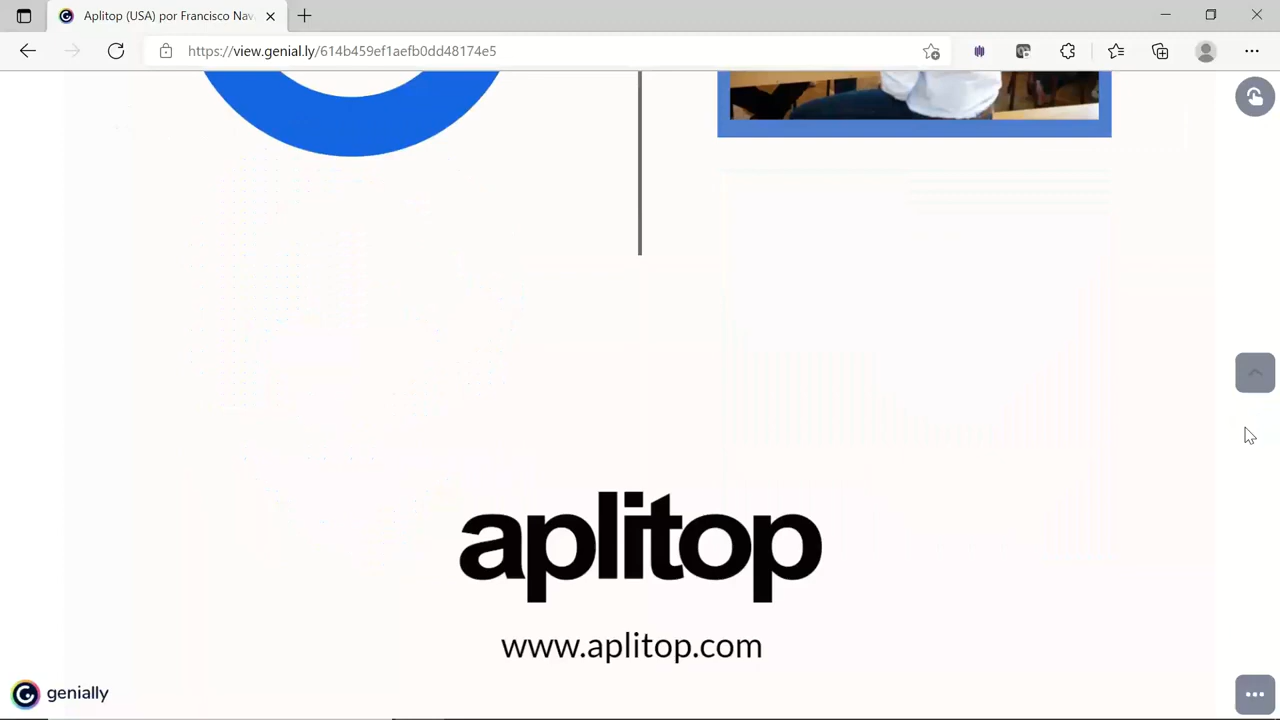 Aplitop (USA) por Francisco Nav
https://view.genial.ly/614b459ef1aefb0dd48174e5
aplitop
www.aplitop.com
genially